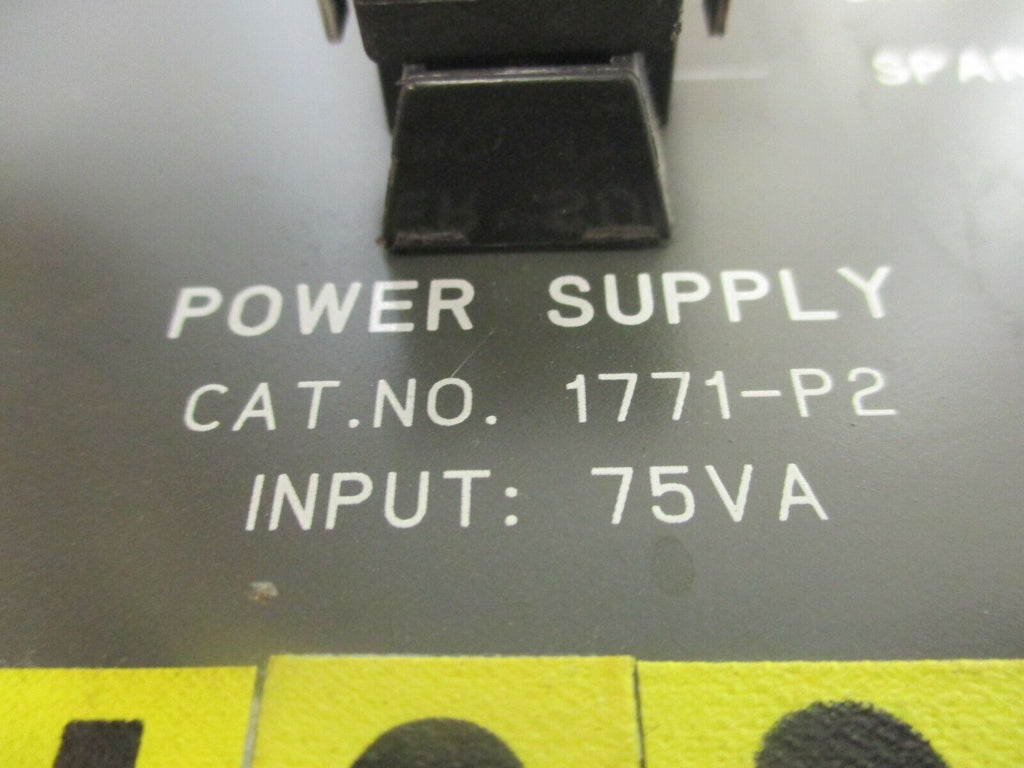 POWER SUPPLY
CAT.NO. 1771-P2
INPUT: 75VA